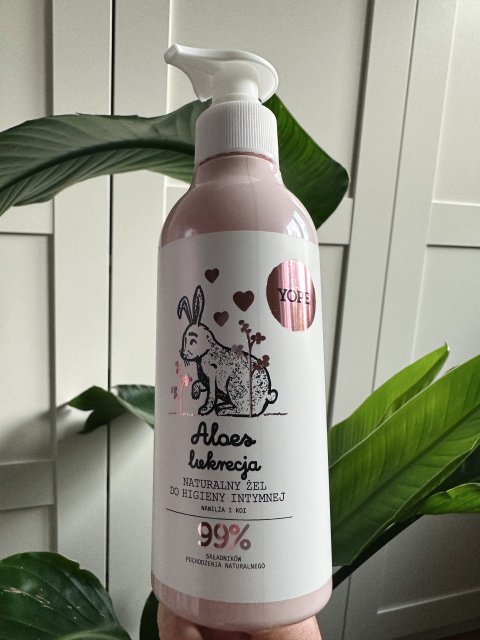 YOPE
Aloes
lukrecja
NATURALNY ŻEL
DO HIGIENY INTYMNEJ
NAWILŻA I KOI
99%
SKŁADNIKÓW
POCHODZENIA NATURALNEGO